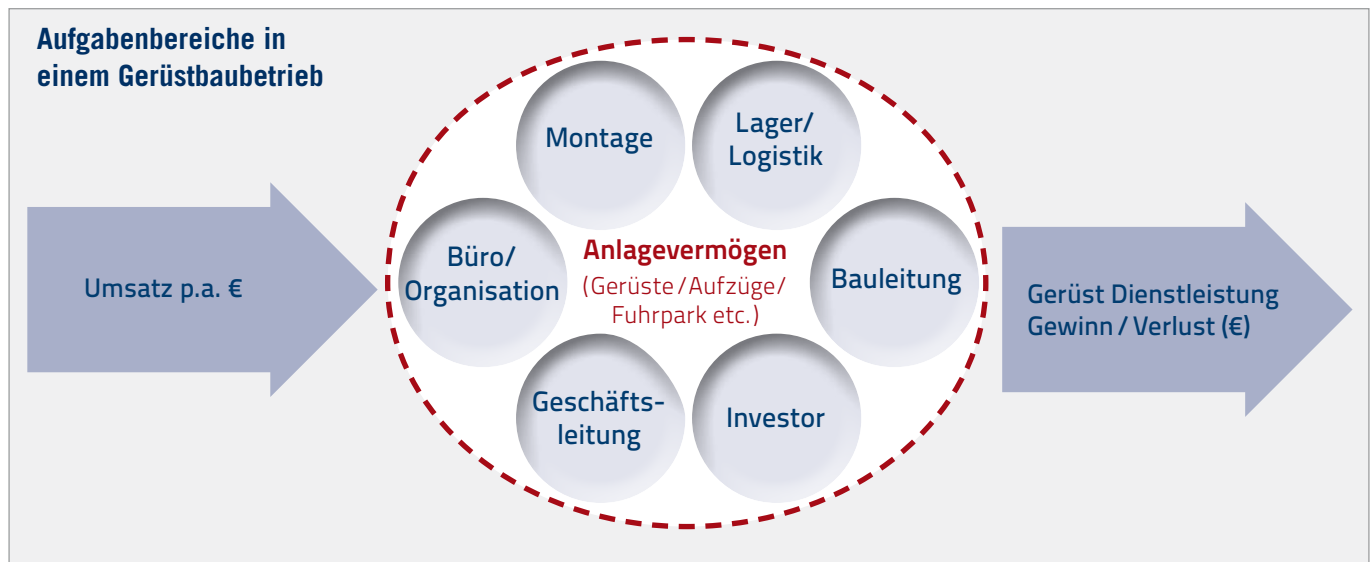 Aufgabenbereiche in
einem Gerüstbaubetrieb
Umsatz p.a. €
Montage
Lager/
Logistik
Büro/
Organisation
Anlagevermögen
(Gerüste/Aufzüge/
Fuhrpark etc.)
Bauleitung
Geschäfts-
leitung
Investor
Gerüst Dienstleistung
Gewinn/Verlust (€)